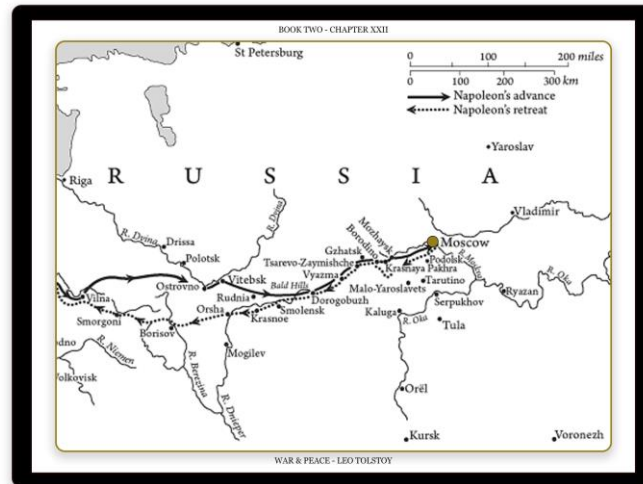 BOOK TWO - CHAPTER XXII
St Petersburg
0 100 200 miles
0 100 200 300 km
Napoleon's advance
Napoleon's retreat
Yaroslav
Riga
RUSSIA
Vladimir
R. Dvina
R. Dvina
Drissa
Polotsk
Mozhaysk
Borodino
Moscow
Gzhatsk
Tsarevo-Zaymishche
Podolsk
R. Moskva
R. Oka
Ostrovno
Vitebsk
Bald Hills
Vyazma
Krasnaya Pakhra
Tarutino
Vilna
Rudnia
Dorogobuzh
Malo-Yaroslavets
Serpukhov
Ryazan
Smorgoni
Orsha
Krasnoe
Smolensk
Kaluga
R. Oka
Tula
Borisov
odno
R. Niemen
Mogilev
Volkovisk
R. Berezina
R. Dnieper
Orël
Kursk
Voronezh
WAR & PEACE - LEO TOLSTOY